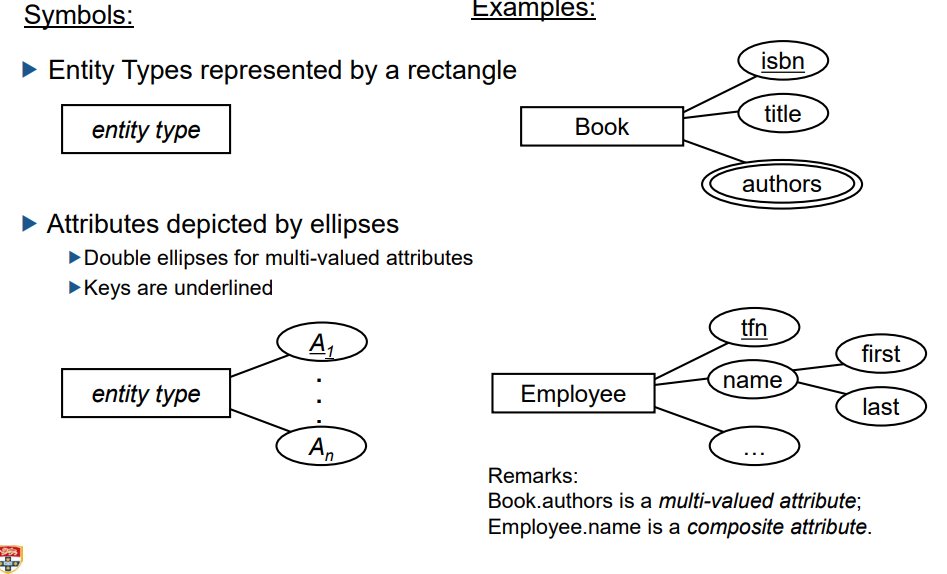 Symbols:
Examples:
▶ Entity Types represented by a rectangle
entity type
Book
isbn
title
authors
▶ Attributes depicted by ellipses
▶ Double ellipses for multi-valued attributes
▶ Keys are underlined
entity type
A1
.
.
.
An
Employee
tfn
name
first
last
…
Remarks:
Book.authors is a multi-valued attribute;
Employee.name is a composite attribute.